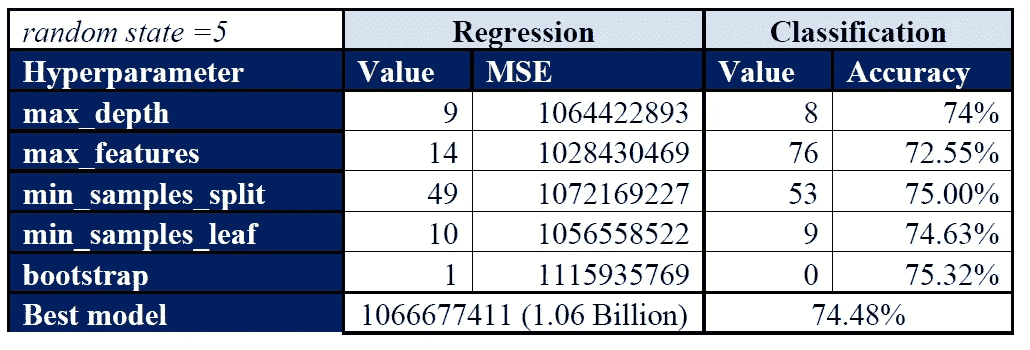 random state =5 Regression Classification
Hyperparameter Value MSE Value Accuracy
max_depth 9 1064422893 8 74%
max_features 14 1028430469 76 72.55%
min_samples_split 49 1072169227 53 75.00%
min_samples_leaf 10 1056558522 9 74.63%
bootstrap 1 1115935769 0 75.32%
Best model 1066677411 (1.06 Billion) 74.48%